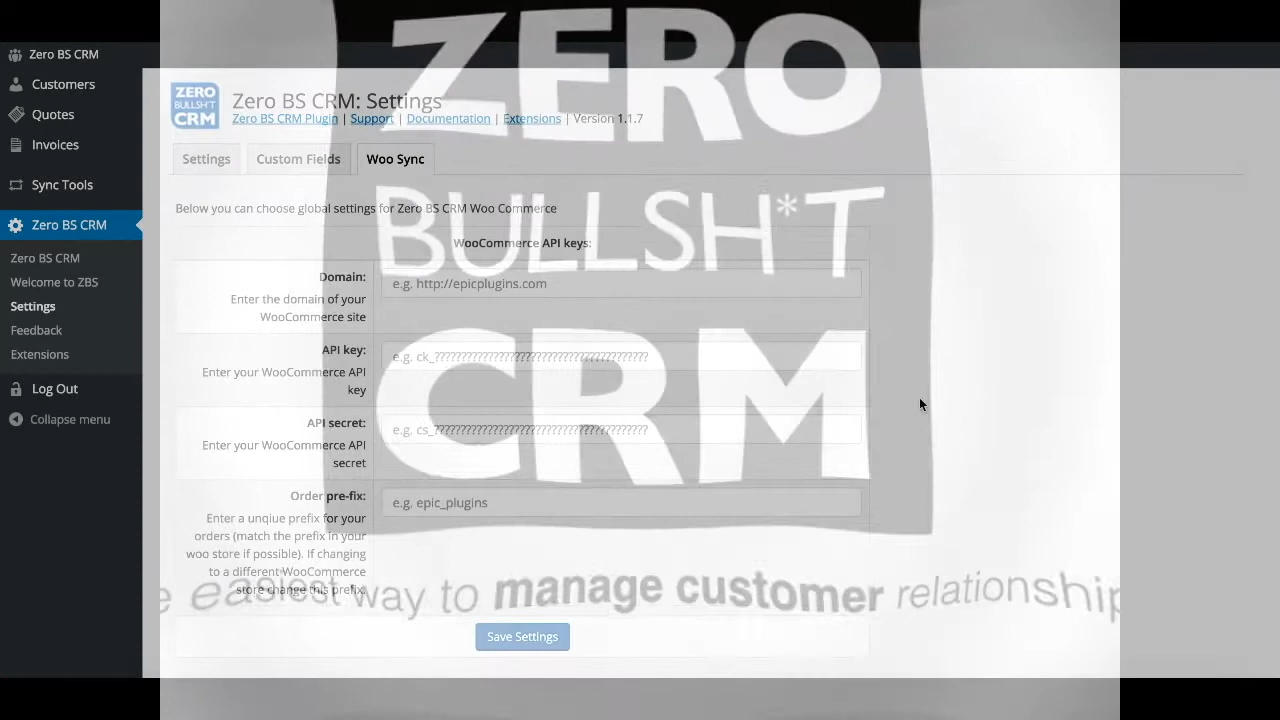 Zero BS CRM
Customers
Quotes
Invoices
Sync Tools
Zero BS CRM
Zero BS CRM
Welcome to ZBS
Settings
Feedback
Extensions
Log Out
Collapse menu
ZERO
BULLSH*T
CRM
Zero BS CRM: Settings
Zero BS CRM Plugin | Support | Documentation | Extensions | Version 1.1.7
Settings
Custom Fields
Woo Sync
Below you can choose global settings for Zero BS CRM Woo Commerce
WooCommerce API keys:
Domain:
Enter the domain of your
WooCommerce site
e.g. http://epicplugins.com
API key:
Enter your WooCommerce API
key
e.g. ck_????????????????????????????????????????
API secret:
Enter your WooCommerce API
secret
e.g. cs_????????????????????????????????????????
Order pre-fix:
Enter a unqiue prefix for your
orders (match the prefix in your
woo store if possible). If changing
to a different WooCommerce
store change this prefix.
e.g. epic_plugins
Save Settings
ZERO
BULLSH*T
CRM
e easiest way to manage customer relationship